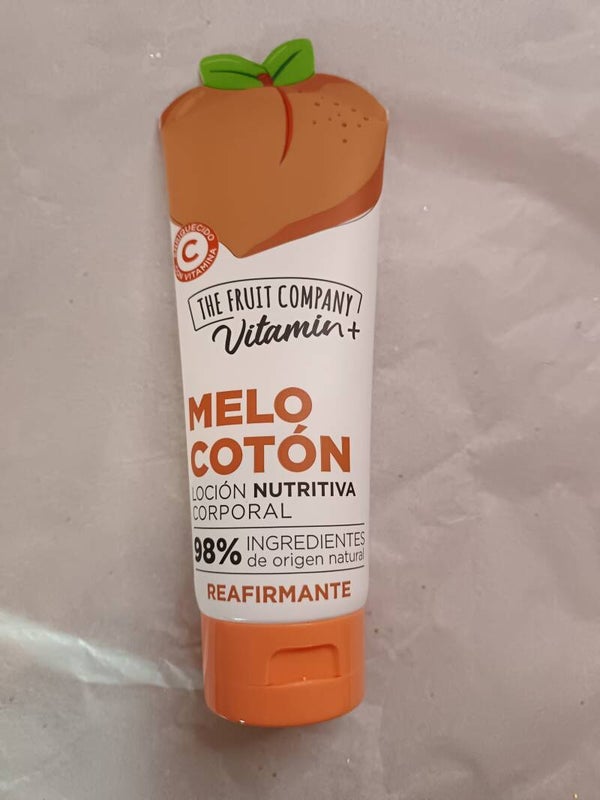 ENRIQUECIDO
C
CON VITAMINA
THE FRUIT COMPANY
Vitamin+
MELO
COTÓN
LOCIÓN NUTRITIVA
CORPORAL
98% INGREDIENTES
de origen natural
REAFIRMANTE